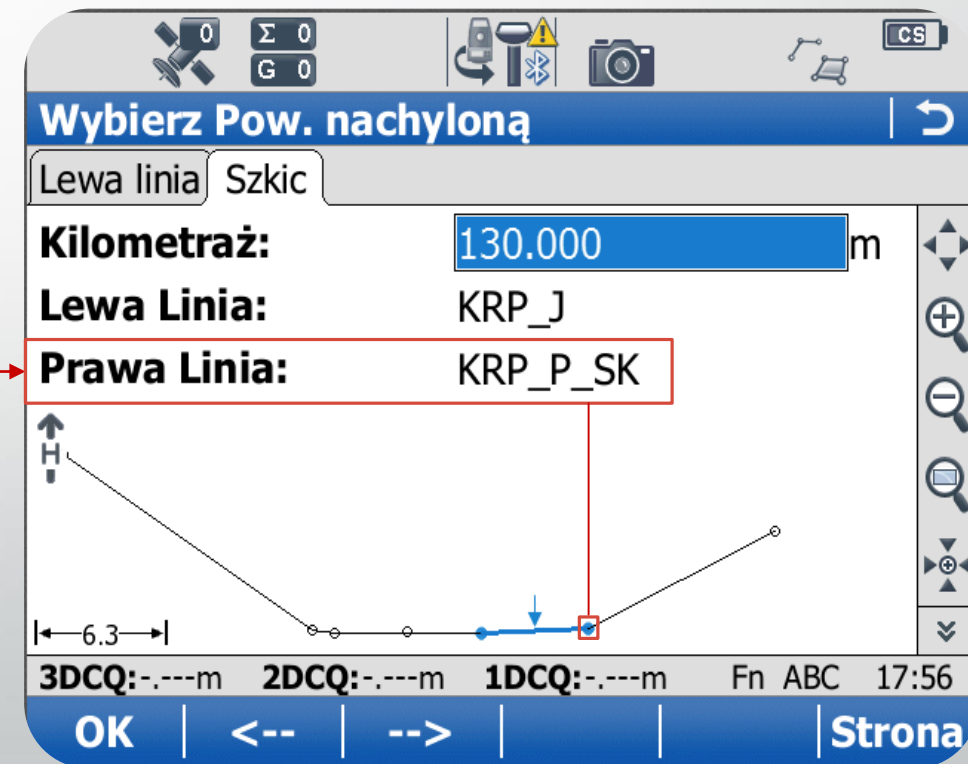 0 Σ 0
G 0
CS
Wybierz Pow. nachyloną
Lewa linia Szkic
Kilometraż: 130.000 m
Lewa Linia: KRP_J
Prawa Linia: KRP_P_SK
H
6.3
3DCQ:-.---m 2DCQ:-.---m 1DCQ:-.---m Fn ABC 17:56
OK <-- --> Strona